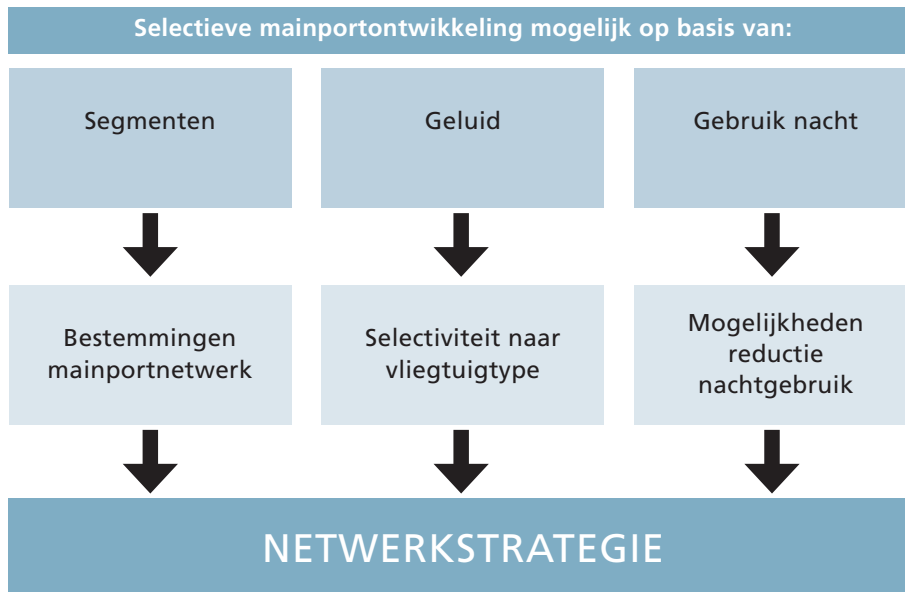 Selectieve mainportontwikkeling mogelijk op basis van:
Segmenten
Geluid
Gebruik nacht
Bestemmingen
mainportnetwerk
Selectiviteit naar
vliegtuigtype
Mogelijkheden
reductie
nachtgebruik
NETWERKSTRATEGIE